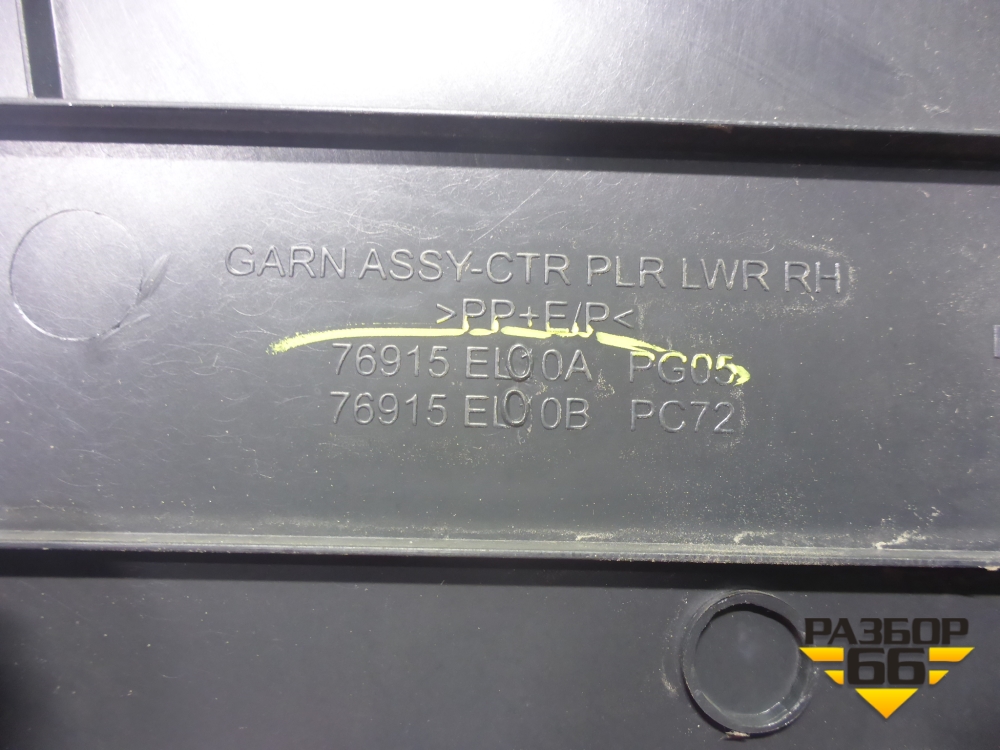 GARN ASSY-CTR PLR LWR RH
>PP+E/P<
76915 EL00A PG05
76915 EL00B PC72
РАЗБОР
66